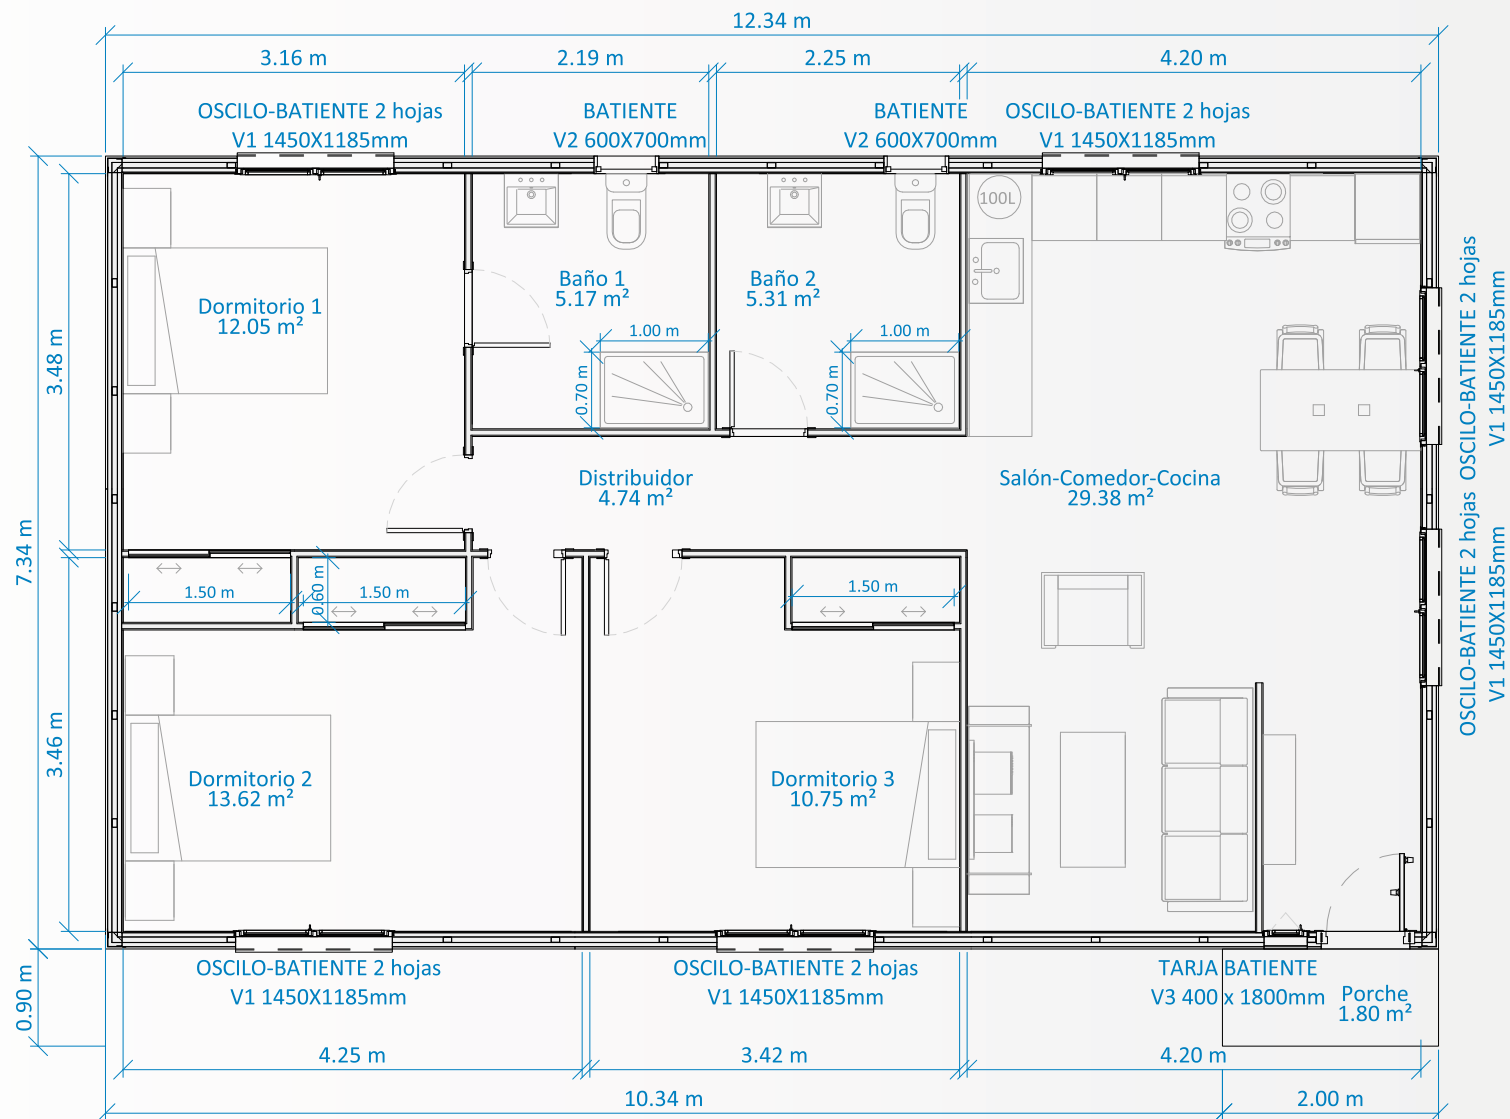 12.34 m
3.16 m
2.19 m
2.25 m
4.20 m
OSCILO-BATIENTE 2 hojas
V1 1450X1185mm
BATIENTE
V2 600X700mm
BATIENTE
V2 600X700mm
OSCILO-BATIENTE 2 hojas
V1 1450X1185mm
100L
Dormitorio 1
12.05 m²
Baño 1
5.17 m²
Baño 2
5.31 m²
1.00 m
0.70 m
1.00 m
0.70 m
3.48 m
OSCILO-BATIENTE 2 hojas
V1 1450X1185mm
Distribuidor
4.74 m²
Salón-Comedor-Cocina
29.38 m²
7.34 m
1.50 m
0.60 m
1.50 m
1.50 m
OSCILO-BATIENTE 2 hojas
V1 1450X1185mm
3.46 m
Dormitorio 2
13.62 m²
Dormitorio 3
10.75 m²
OSCILO-BATIENTE 2 hojas
V1 1450X1185mm
OSCILO-BATIENTE 2 hojas
V1 1450X1185mm
TARJA BATIENTE
V3 400 x 1800mm
Porche
1.80 m²
0.90 m
4.25 m
3.42 m
4.20 m
10.34 m
2.00 m